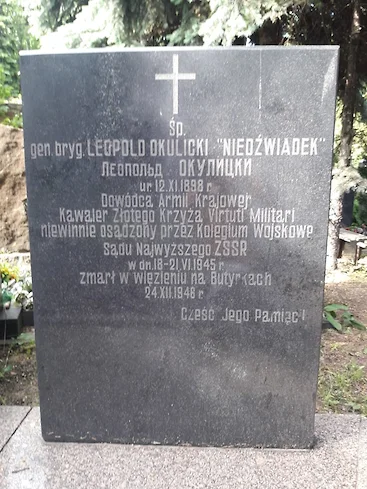 Śp.
gen. bryg. LEOPOLD OKULICKI "NIEDŹWIADEK"
Леопольд ОКУЛИЦКИ
ur. 12.XI.1898 r.
Dowódca Armii Krajowej
Kawaler Złotego Krzyża Virtuti Militari
niewinnie osądzony przez Kolegium Wojskowe
Sądu Najwyższego ZSSR
w dn. 18-21.VI.1945 r.
zmarł w więzieniu na Butyrkach
24.XII.1946 r.
Cześć Jego Pamięci